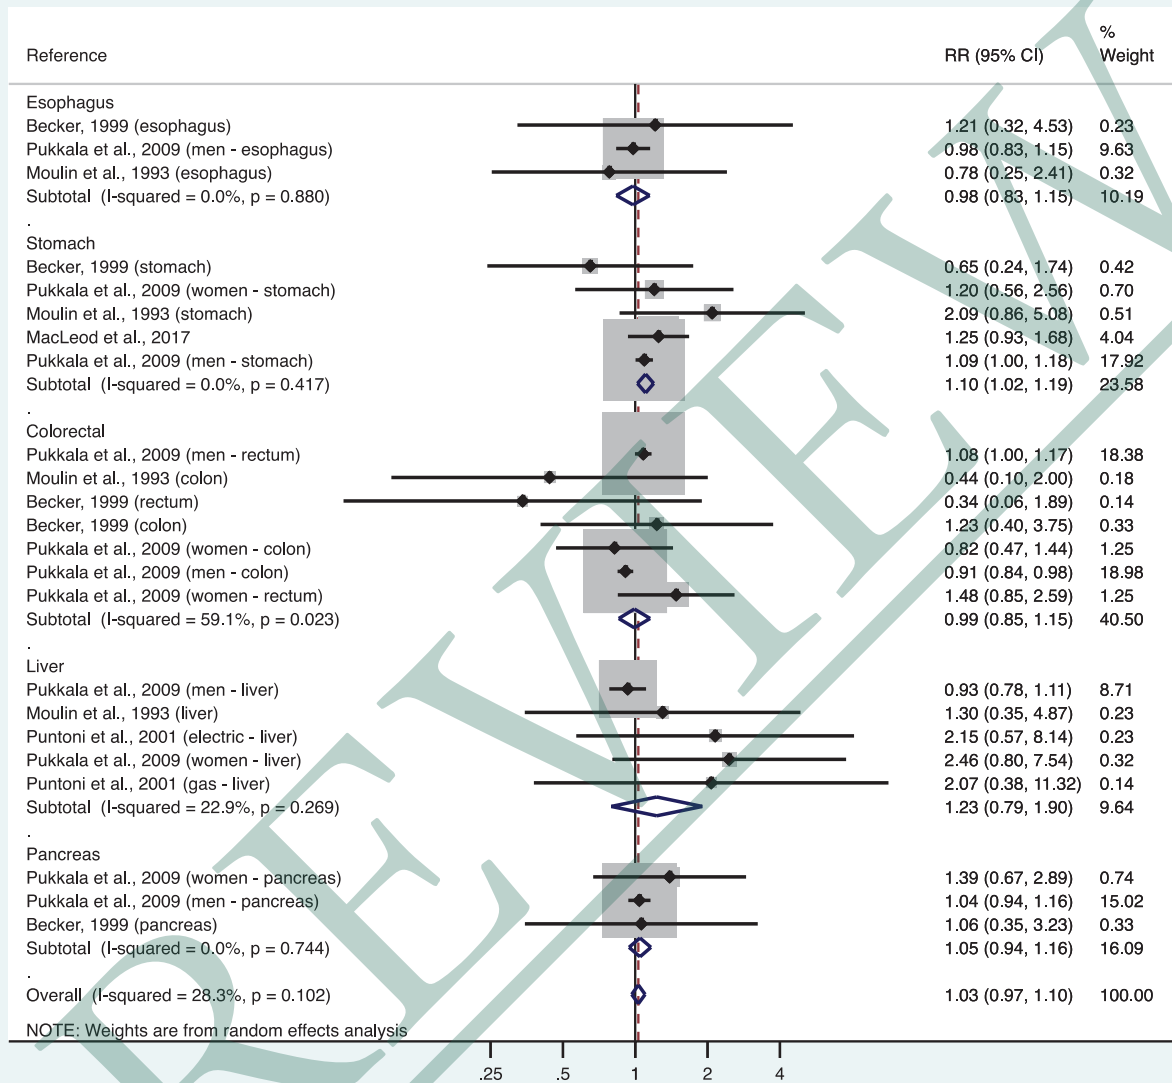 %
Reference RR (95% CI) Weight
Esophagus
Becker, 1999 (esophagus) 1.21 (0.32, 4.53) 0.23
Pukkala et al., 2009 (men - esophagus) 0.98 (0.83, 1.15) 9.63
Moulin et al. 1993 (esophagus) 0.78 (0.25, 2.41) 0.32
Subtotal (I-squared = 0.0%, p = 0.880) 0.98 (0.83, 1.15) 10.19
.
Stomach
Becker, 1999 (stomach) 0.65 (0.24, 1.74) 0.42
Pukkala et al., 2009 (women - stomach) 1.20 (0.56, 2.56) 0.70
Moulin et al. 1993 (stomach) 2.09 (0.86, 5.08) 0.51
MacLeod et al., 2017 1.25 (0.93, 1.68) 4.04
Pukkala et al., 2009 (men - stomach) 1.09 (1.00, 1.18) 17.92
Subtotal (I-squared = 0.0%, p = 0.417) 1.10 (1.02, 1.19) 23.58
.
Colorectal
Pukkala et al., 2009 (men - rectum) 1.08 (1.00, 1.17) 18.38
Moulin et al. 1993 (colon) 0.44 (0.10, 2.00) 0.18
Becker, 1999 (rectum) 0.34 (0.06, 1.89) 0.14
Becker, 1999 (colon) 1.23 (0.40, 3.75) 0.33
Pukkala et al., 2009 (women - colon) 0.82 (0.47, 1.44) 1.25
Pukkala et al., 2009 (men - colon) 0.91 (0.84, 0.98) 18.98
Pukkala et al., 2009 (women - rectum) 1.48 (0.85, 2.59) 1.25
Subtotal (I-squared = 59.1%, p = 0.023) 0.99 (0.85, 1.15) 40.50
.
Liver
Pukkala et al., 2009 (men - liver) 0.93 (0.78, 1.11) 8.71
Moulin et al., 1993 (liver) 1.30 (0.35, 4.87) 0.23
Puntoni et al., 2001 (electric - liver) 2.15 (0.57, 8.14) 0.23
Pukkala et al., 2009 (women - liver) 2.46 (0.80, 7.54) 0.32
Puntoni et al., 2001 (gas - liver) 2.07 (0.38, 11.32) 0.14
Subtotal (I-squared = 22.9%, p = 0.269) 1.23 (0.79, 1.90) 9.64
.
Pancreas
Pukkala et al., 2009 (women - pancreas) 1.39 (0.67, 2.89) 0.74
Pukkala et al., 2009 (men - pancreas) 1.04 (0.94, 1.16) 15.02
Becker, 1999 (pancreas) 1.06 (0.35, 3.23) 0.33
Subtotal (I-squared = 0.0%, p = 0.744) 1.05 (0.94, 1.16) 16.09
.
Overall (I-squared = 28.3%, p = 0.102) 1.03 (0.97, 1.10) 100.00
NOTE: Weights are from random effects analysis
.25 .5 1 2 4
REVIEW